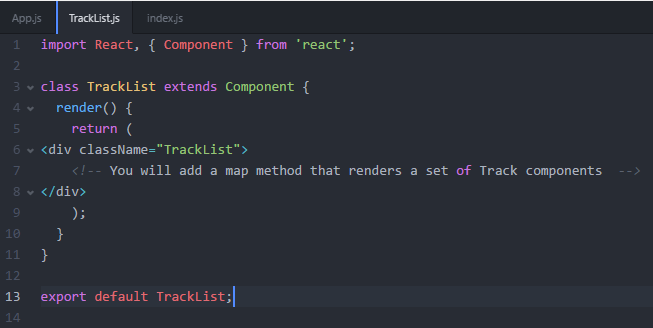 App.js TrackList.js index.js
1 import React, { Component } from 'react';
2
3 class TrackList extends Component {
4 render() {
5 return (
6 <div className="TrackList">
7 <!-- You will add a map method that renders a set of Track components -->
8 </div>
9 );
10 }
11 }
12
13 export default TrackList;
14